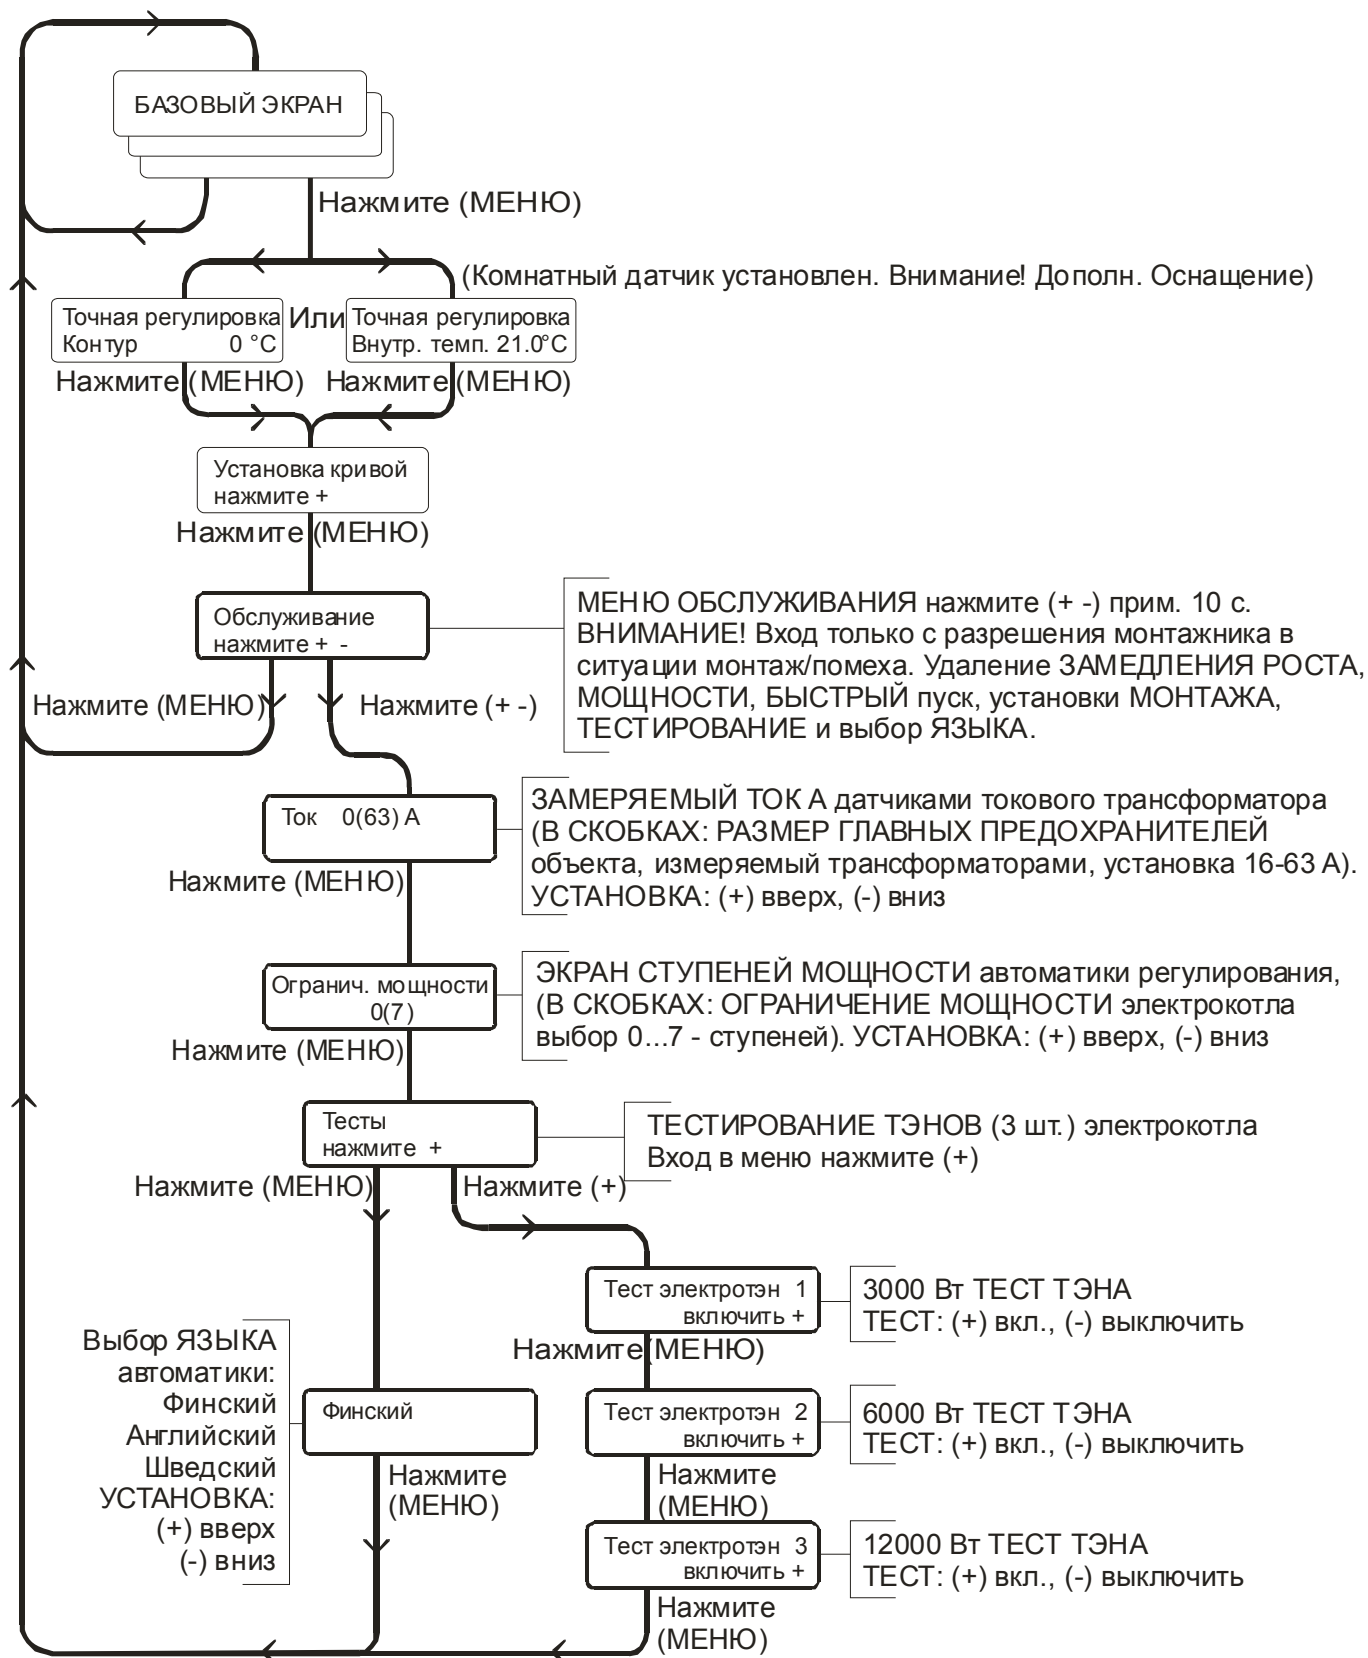 БАЗОВЫЙ ЭКРАН
Нажмите (МЕНЮ)
(Комнатный датчик установлен. Внимание! Дополн. Оснащение)
Точная регулировка
Контур 0 °C
Или
Точная регулировка
Внутр. темп. 21.0°C
Нажмите (МЕНЮ)
Нажмите (МЕНЮ)
Установка кривой
нажмите +
Нажмите (МЕНЮ)
Обслуживание
нажмите + -
МЕНЮ ОБСЛУЖИВАНИЯ нажмите (+ -) прим. 10 с.
ВНИМАНИЕ! Вход только с разрешения монтажника в
ситуации монтаж/помеха. Удаление ЗАМЕДЛЕНИЯ РОСТА,
МОЩНОСТИ, БЫСТРЫЙ пуск, установки МОНТАЖА,
ТЕСТИРОВАНИЕ и выбор ЯЗЫКА.
Нажмите (МЕНЮ)
Нажмите (+ -)
Ток 0(63) А
ЗАМЕРЯЕМЫЙ ТОК А датчиками токового трансформатора
(В СКОБКАХ: РАЗМЕР ГЛАВНЫХ ПРЕДОХРАНИТЕЛЕЙ
объекта, измеряемый трансформаторами, установка 16-63 А).
УСТАНОВКА: (+) вверх, (-) вниз
Нажмите (МЕНЮ)
Огранич. мощности
0(7)
ЭКРАН СТУПЕНЕЙ МОЩНОСТИ автоматики регулирования,
(В СКОБКАХ: ОГРАНИЧЕНИЕ МОЩНОСТИ электрокотла
выбор 0...7 - ступеней). УСТАНОВКА: (+) вверх, (-) вниз
Нажмите (МЕНЮ)
Тесты
нажмите +
ТЕСТИРОВАНИЕ ТЭНОВ (3 шт.) электрокотла
Вход в меню нажмите (+)
Нажмите (МЕНЮ)
Нажмите (+)
Тест электротэн 1
включить +
3000 Вт ТЕСТ ТЭНА
ТЕСТ: (+) вкл., (-) выключить
Нажмите (МЕНЮ)
Выбор ЯЗЫКА
автоматики:
Финский
Английский
Шведский
УСТАНОВКА:
(+) вверх
(-) вниз
Финский
Нажмите
(МЕНЮ)
Тест электротэн 2
включить +
6000 Вт ТЕСТ ТЭНА
ТЕСТ: (+) вкл., (-) выключить
Нажмите
(МЕНЮ)
Тест электротэн 3
включить +
12000 Вт ТЕСТ ТЭНА
ТЕСТ: (+) вкл., (-) выключить
Нажмите
(МЕНЮ)